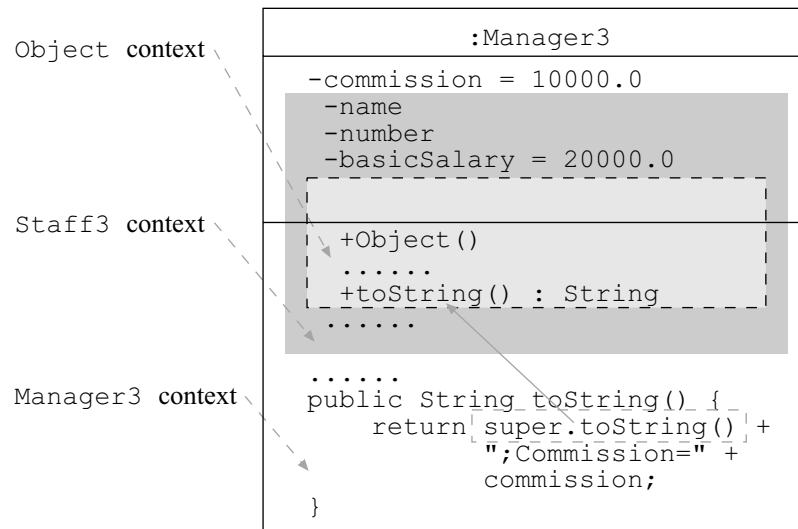 :Manager3
Object context
-commission = 10000.0
-name
-number
-basicSalary = 20000.0
Staff3 context
+Object()
......
+toString() : String
......
......
Manager3 context
public String toString() {
return super.toString() +
";Commission=" +
commission;
}